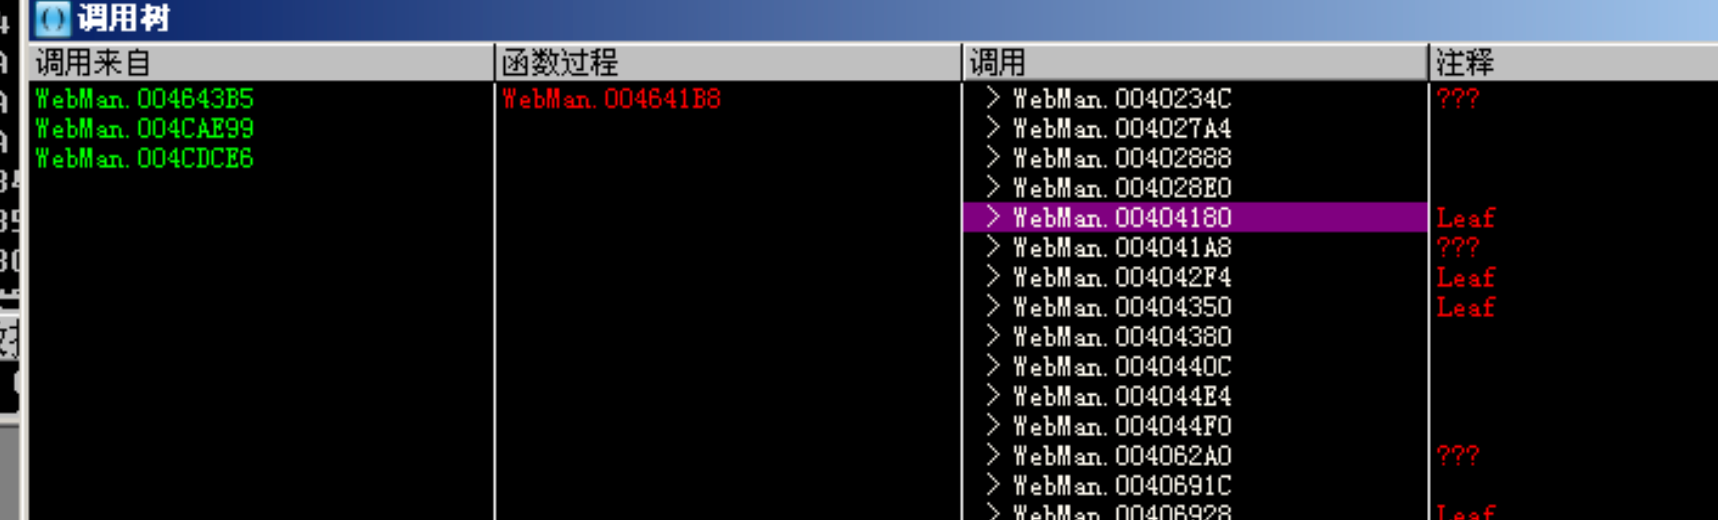 调用树
调用来自 函数过程 调用 注释
WebMan.004643B5 WebMan.004641B8 > WebMan.0040234C ???
WebMan.004CAE99 > WebMan.004027A4
WebMan.004CDCE6 > WebMan.00402888
> WebMan.004028E0
> WebMan.00404180 Leaf
> WebMan.004041A8 ???
> WebMan.004042F4 Leaf
> WebMan.00404350 Leaf
> WebMan.00404380
> WebMan.0040440C
> WebMan.004044E4
> WebMan.004044F0
> WebMan.004062A0 ???
> WebMan.0040691C
> WebMan.00406928 Leaf